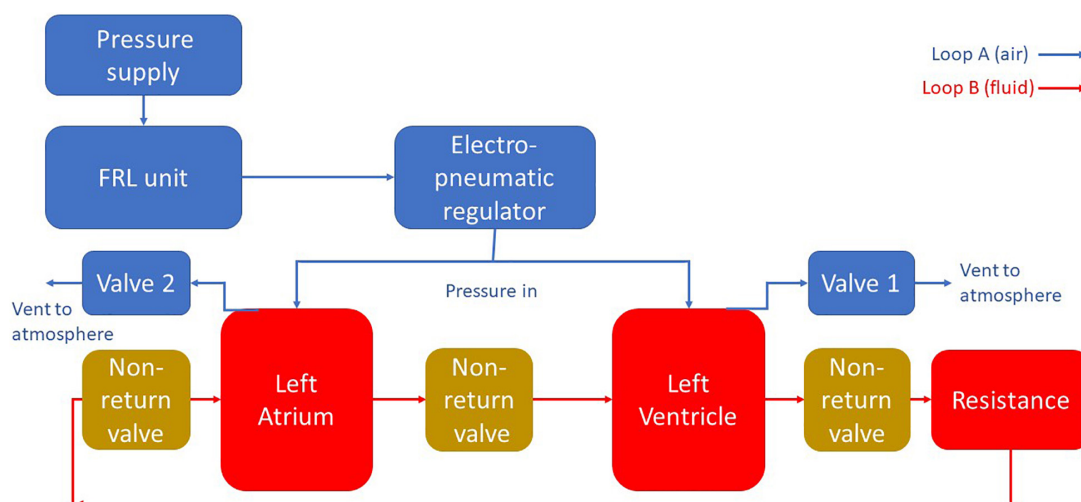 Pressure
supply
Loop A (air)
Loop B (fluid)
FRL unit
Electro-
pneumatic
regulator
Valve 2
Vent to
atmosphere
Pressure in
Valve 1
Vent to
atmosphere
Non-
return
valve
Left
Atrium
Non-
return
valve
Left
Ventricle
Non-
return
valve
Resistance